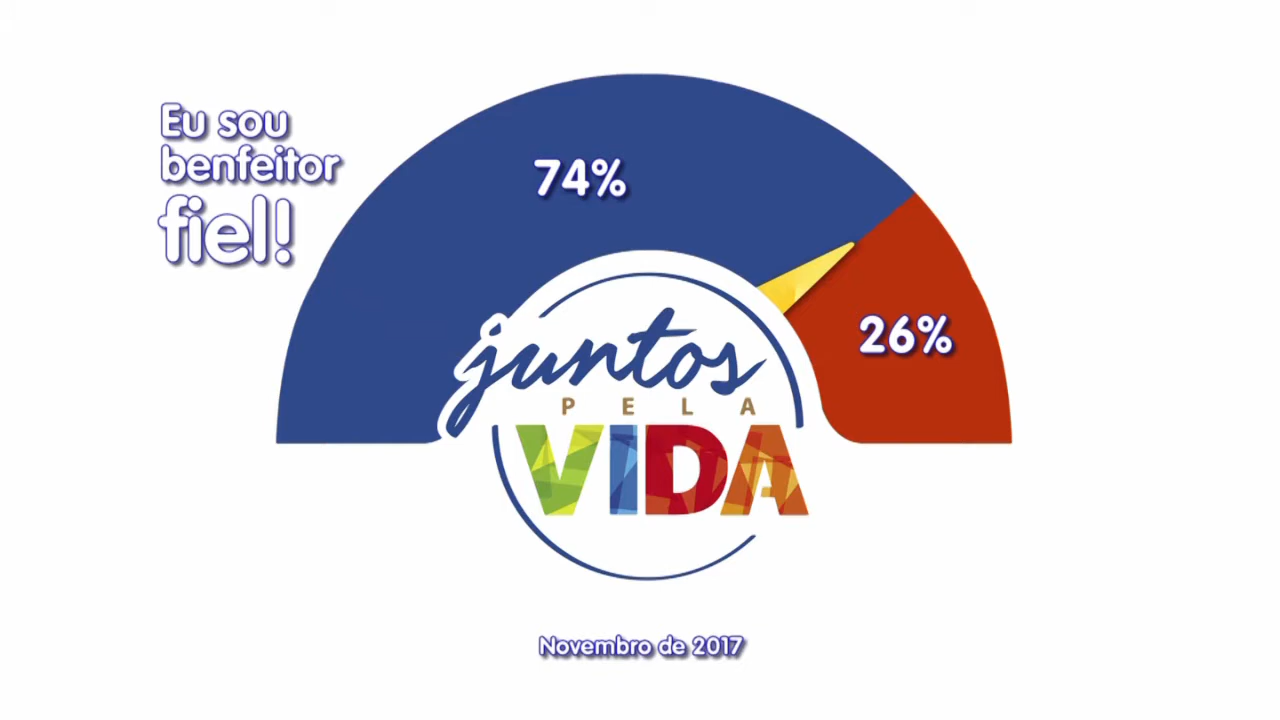 Eu sou
benfeitor
fiel!
74%
26%
juntos
PELA
VIDA
Novembro de 2017